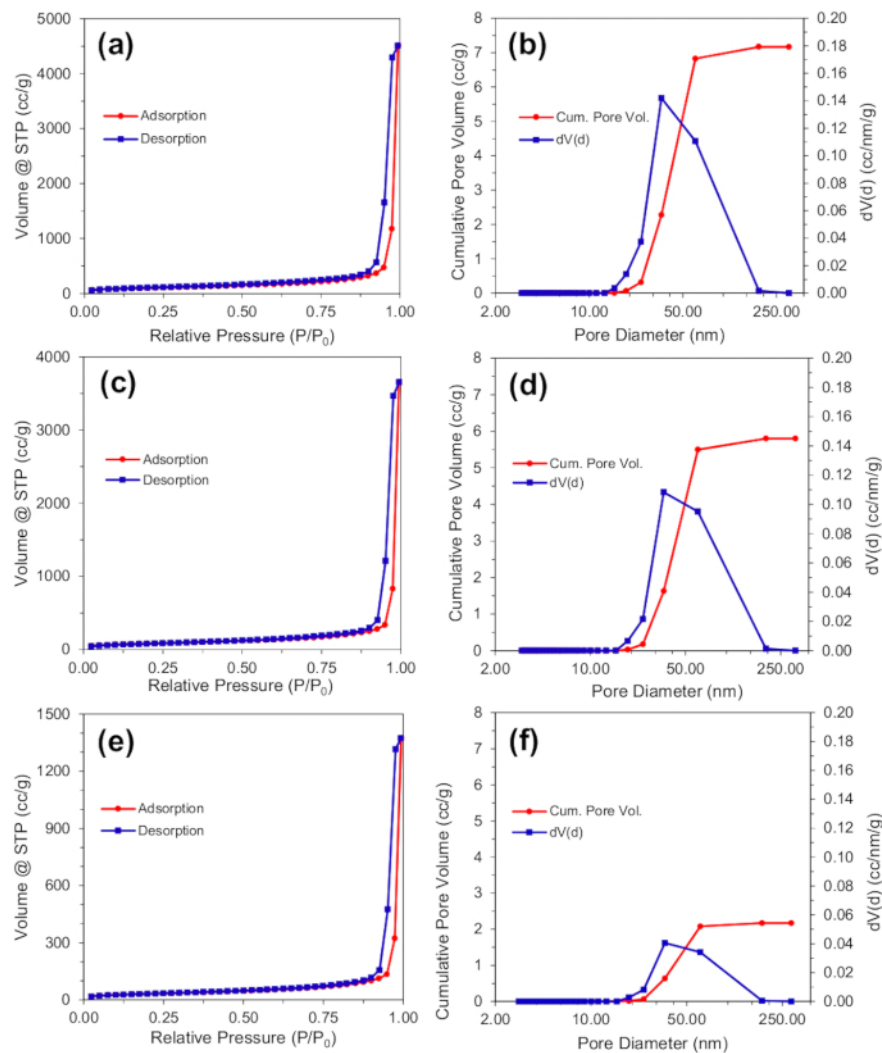 (a)
5000
4000
3000
2000
1000
0
Volume @ STP (cc/g)
Adsorption
Desorption
0.00 0.25 0.50 0.75 1.00
Relative Pressure (P/P0)
(b)
8
7
6
5
4
3
2
1
0
Cumulative Pore Volume (cc/g)
Cum. Pore Vol.
dV(d)
0.20
0.18
0.16
0.14
0.12
0.10
0.08
0.06
0.04
0.02
0.00
dV(d) (cc/nm/g)
2.00 10.00 50.00 250.00
Pore Diameter (nm)
(c)
4000
3000
2000
1000
0
Volume @ STP (cc/g)
Adsorption
Desorption
0.00 0.25 0.50 0.75 1.00
Relative Pressure (P/P0)
(d)
8
7
6
5
4
3
2
1
0
Cumulative Pore Volume (cc/g)
Cum. Pore Vol.
dV(d)
0.20
0.18
0.16
0.14
0.12
0.10
0.08
0.06
0.04
0.02
0.00
dV(d) (cc/nm/g)
2.00 10.00 50.00 250.00
Pore Diameter (nm)
(e)
1500
1200
900
600
300
0
Volume @ STP (cc/g)
Adsorption
Desorption
0.00 0.25 0.50 0.75 1.00
Relative Pressure (P/P0)
(f)
8
7
6
5
4
3
2
1
0
Cumulative Pore Volume (cc/g)
Cum. Pore Vol.
dV(d)
0.20
0.18
0.16
0.14
0.12
0.10
0.08
0.06
0.04
0.02
0.00
dV(d) (cc/nm/g)
2.00 10.00 50.00 250.00
Pore Diameter (nm)